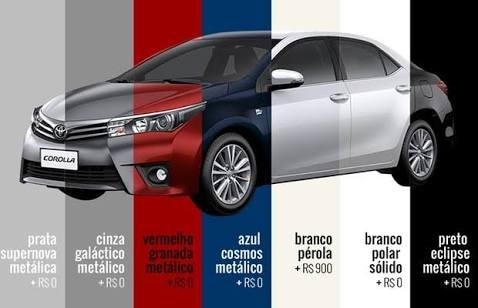 COROLLA
prata
supernova
metálica
+ R$ 0
cinza
galáctico
metálico
+ R$ 0
vermelho
granada
metálico
+ R$ 0
azul
cosmos
metálico
+ R$ 0
branco
pérola
+ R$ 900
branco
polar
sólido
+ R$ 0
preto
eclipse
metálico
+ R$ 0